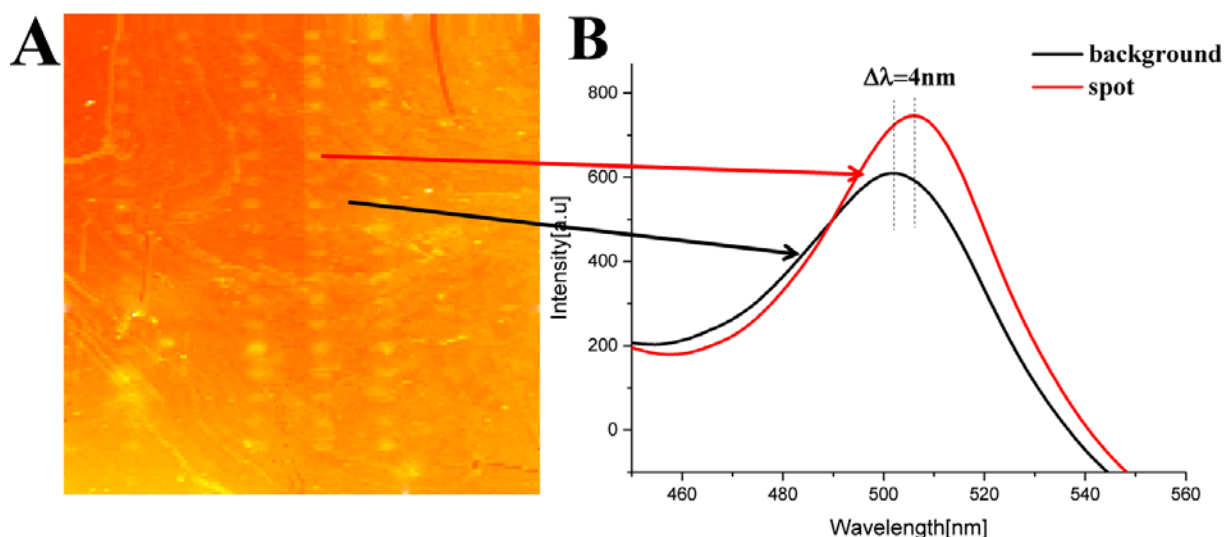 A
B
background
spot
Δλ=4nm
800
600
400
200
0
Intensity[a.u]
460
480
500
520
540
560
Wavelength[nm]